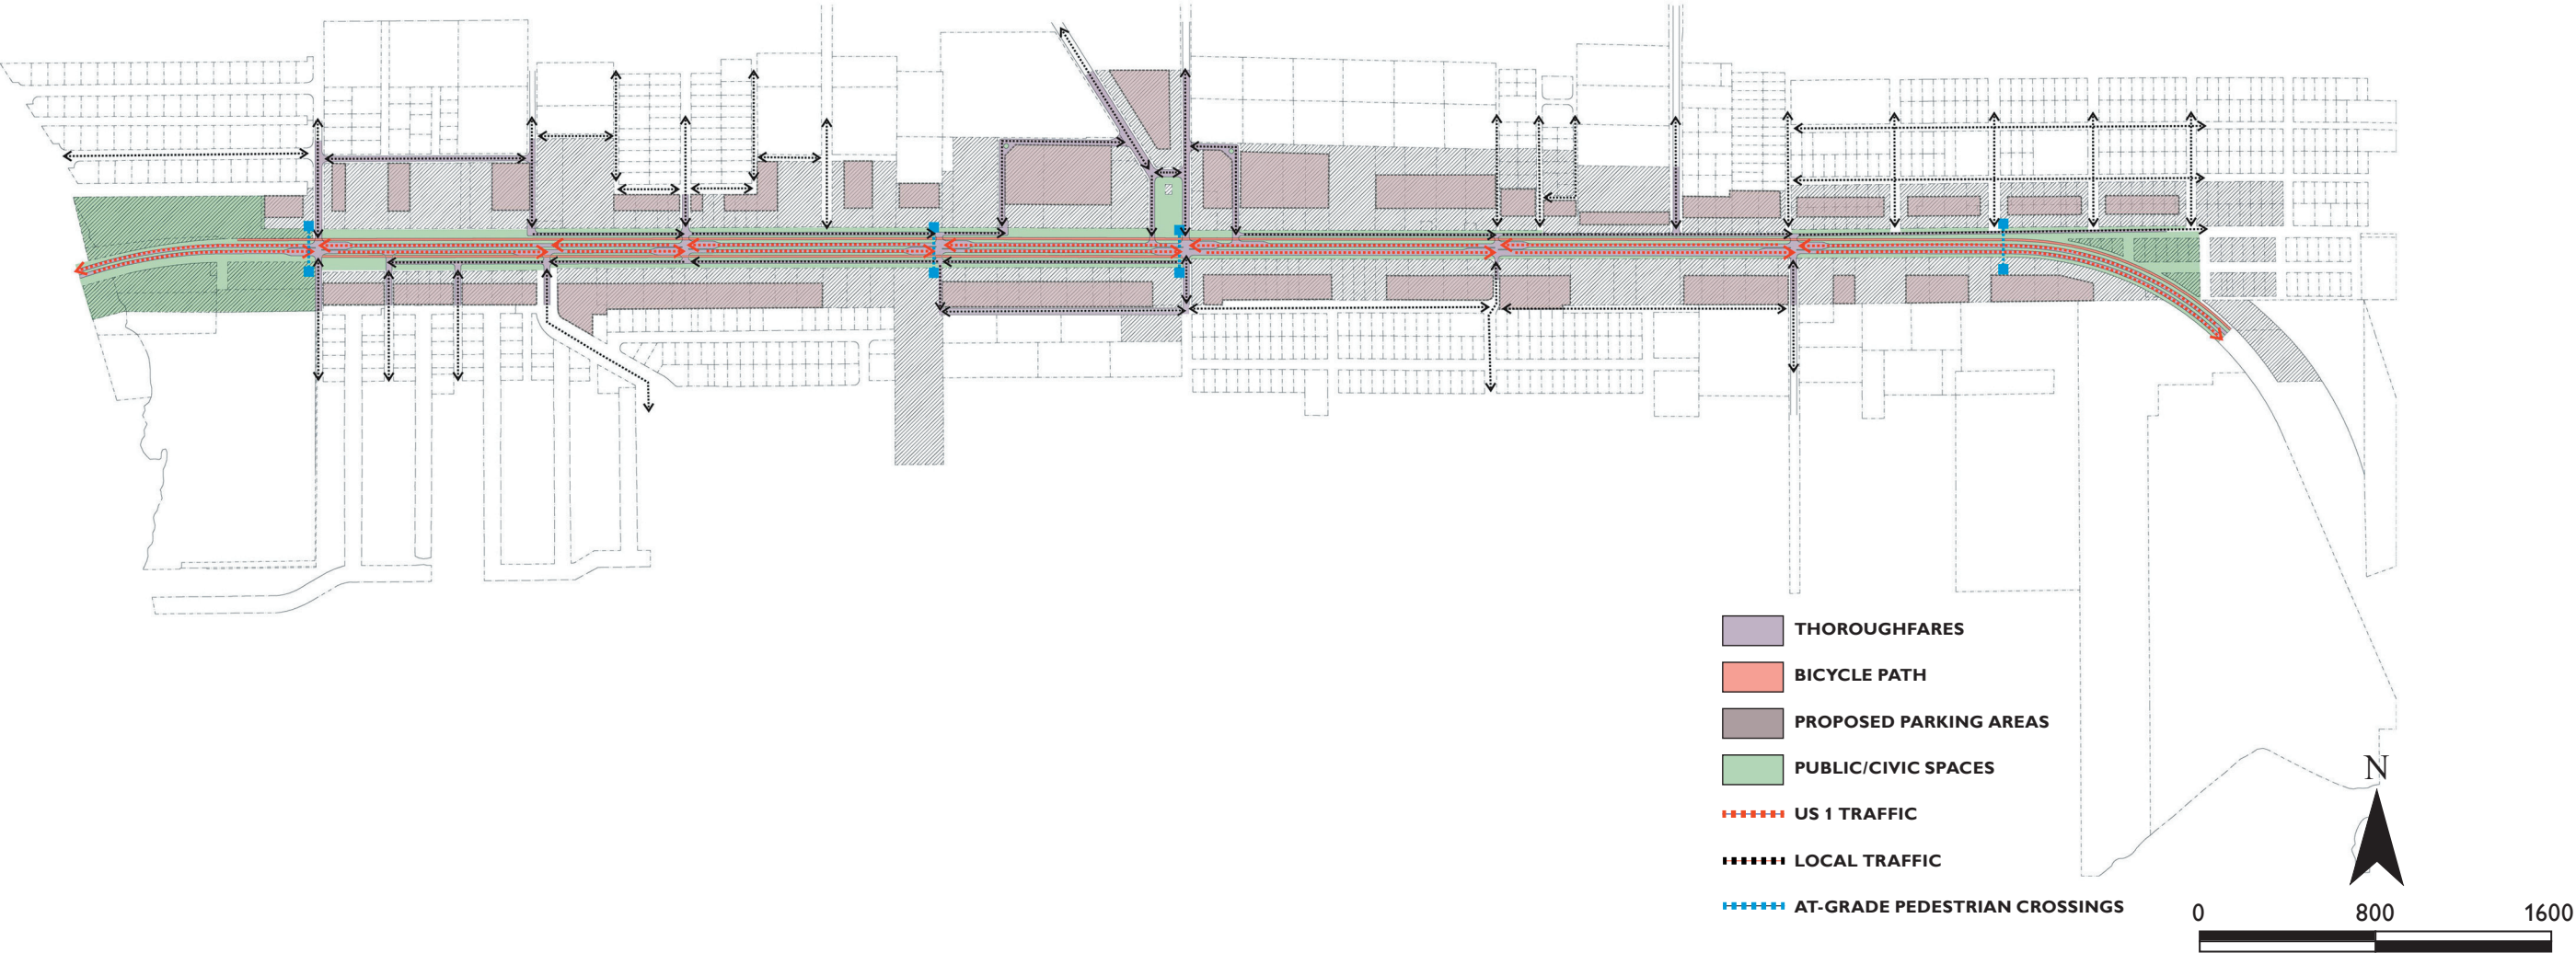 THOROUGHFARES
BICYCLE PATH
PROPOSED PARKING AREAS
PUBLIC/CIVIC SPACES
US 1 TRAFFIC
LOCAL TRAFFIC
AT-GRADE PEDESTRIAN CROSSINGS
N
0 800 1600